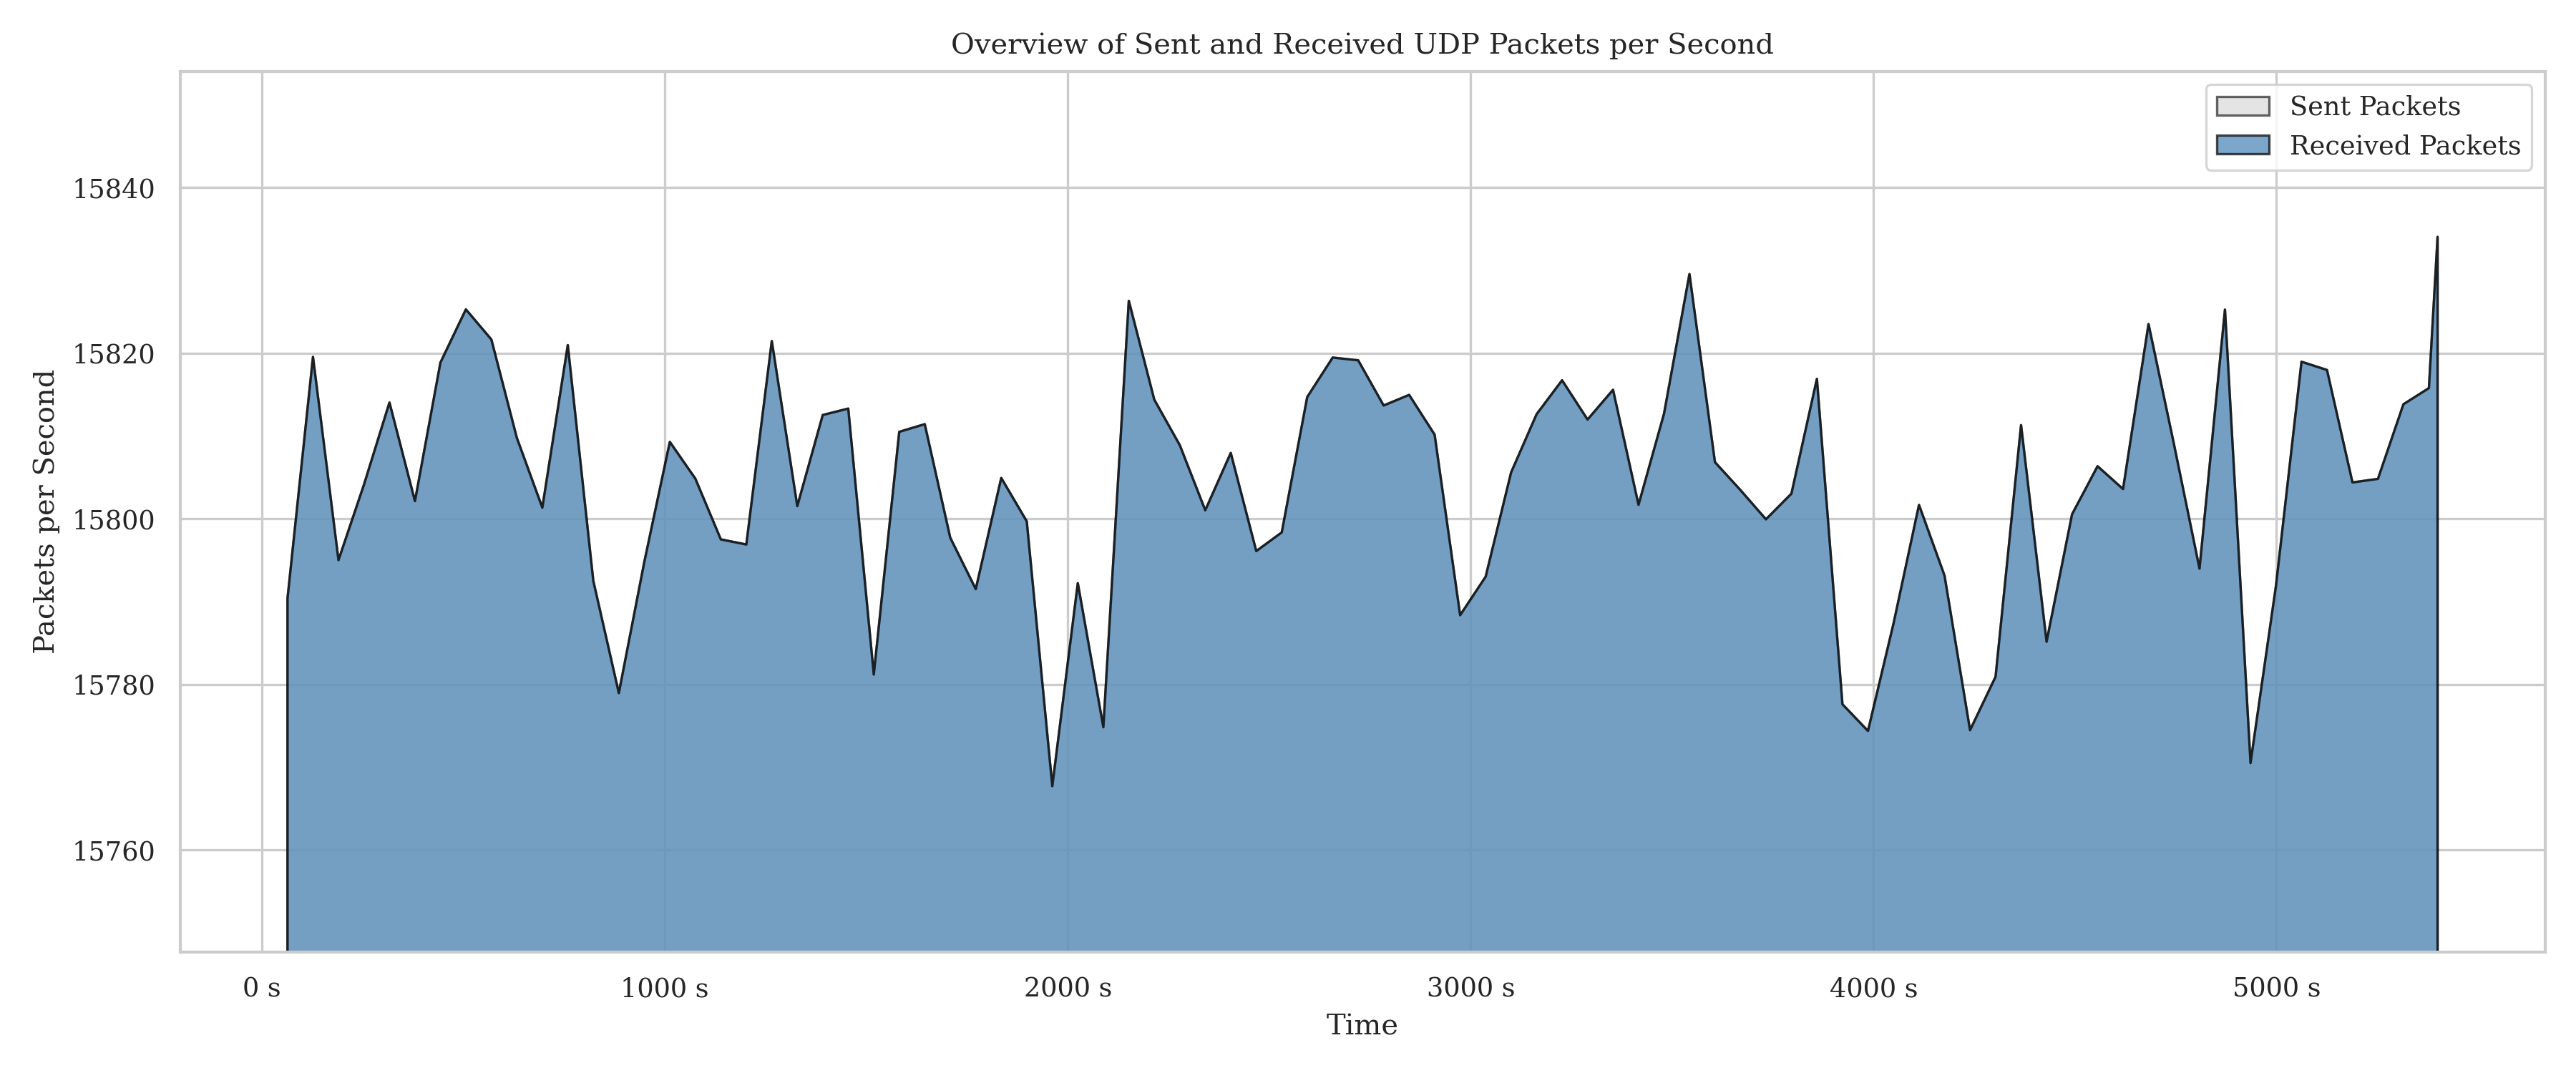 Overview of Sent and Received UDP Packets per Second
Sent Packets
Received Packets
Packets per Second
15840
15820
15800
15780
15760
0 s 1000 s 2000 s 3000 s 4000 s 5000 s
Time